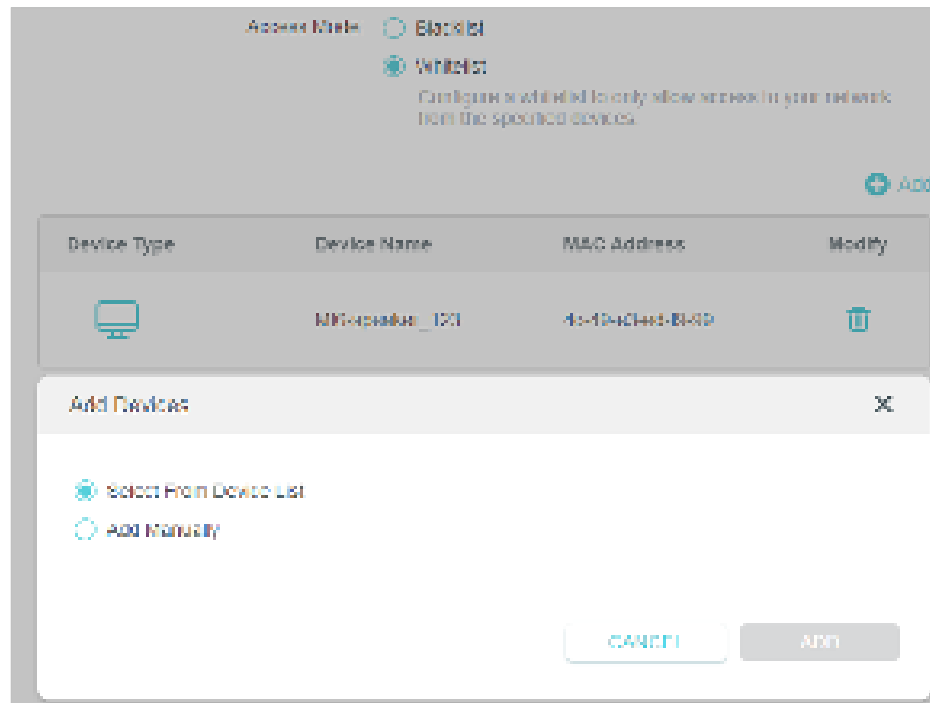 Access Mode: Blacklist
Whitelist
Configure a whitelist to only allow access to your network
from the specified devices.
Add
Device Type Device Name MAC Address Modify
Add Devices
Select From Device List
Add Manually
CANCEL ADD